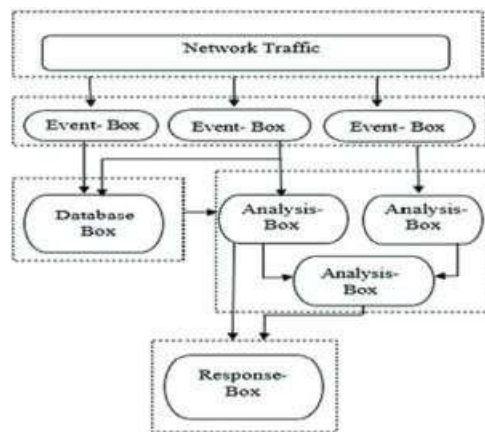 Network Traffic
Event- Box
Event- Box
Event- Box
Database
Box
Analysis-
Box
Analysis-
Box
Analysis-
Box
Response-
Box